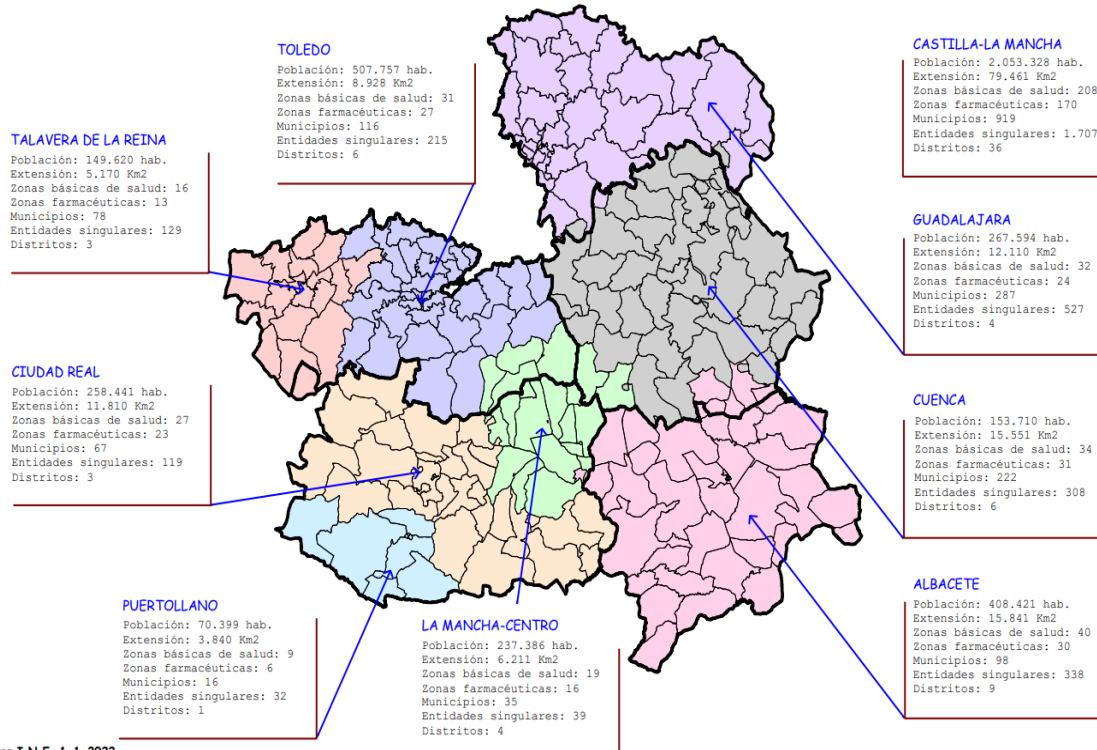 TOLEDO
Población: 507.757 hab.
Extensión: 8.928 Km2
Zonas básicas de salud: 31
Zonas farmacéuticas: 27
Municipios: 116
Entidades singulares: 215
Distritos: 6
CASTILLA-LA MANCHA
Población: 2.053.328 hab.
Extensión: 79.461 Km2
Zonas básicas de salud: 208
Zonas farmacéuticas: 170
Municipios: 919
Entidades singulares: 1.707
Distritos: 36
TALAVERA DE LA REINA
Población: 149.620 hab.
Extensión: 5.170 Km2
Zonas básicas de salud: 16
Zonas farmacéuticas: 13
Municipios: 78
Entidades singulares: 129
Distritos: 3
GUADALAJARA
Población: 267.594 hab.
Extensión: 12.110 Km2
Zonas básicas de salud: 32
Zonas farmacéuticas: 24
Municipios: 287
Entidades singulares: 527
Distritos: 4
CIUDAD REAL
Población: 258.441 hab.
Extensión: 11.810 Km2
Zonas básicas de salud: 27
Zonas farmacéuticas: 23
Municipios: 67
Entidades singulares: 119
Distritos: 3
CUENCA
Población: 153.710 hab.
Extensión: 15.551 Km2
Zonas básicas de salud: 34
Zonas farmacéuticas: 31
Municipios: 222
Entidades singulares: 308
Distritos: 6
PUERTOLLANO
Población: 70.399 hab.
Extensión: 3.840 Km2
Zonas básicas de salud: 9
Zonas farmacéuticas: 6
Municipios: 16
Entidades singulares: 32
Distritos: 1
LA MANCHA-CENTRO
Población: 237.386 hab.
Extensión: 6.211 Km2
Zonas básicas de salud: 19
Zonas farmacéuticas: 16
Municipios: 35
Entidades singulares: 39
Distritos: 4
ALBACETE
Población: 408.421 hab.
Extensión: 15.841 Km2
Zonas básicas de salud: 40
Zonas farmacéuticas: 30
Municipios: 98
Entidades singulares: 338
Distritos: 9